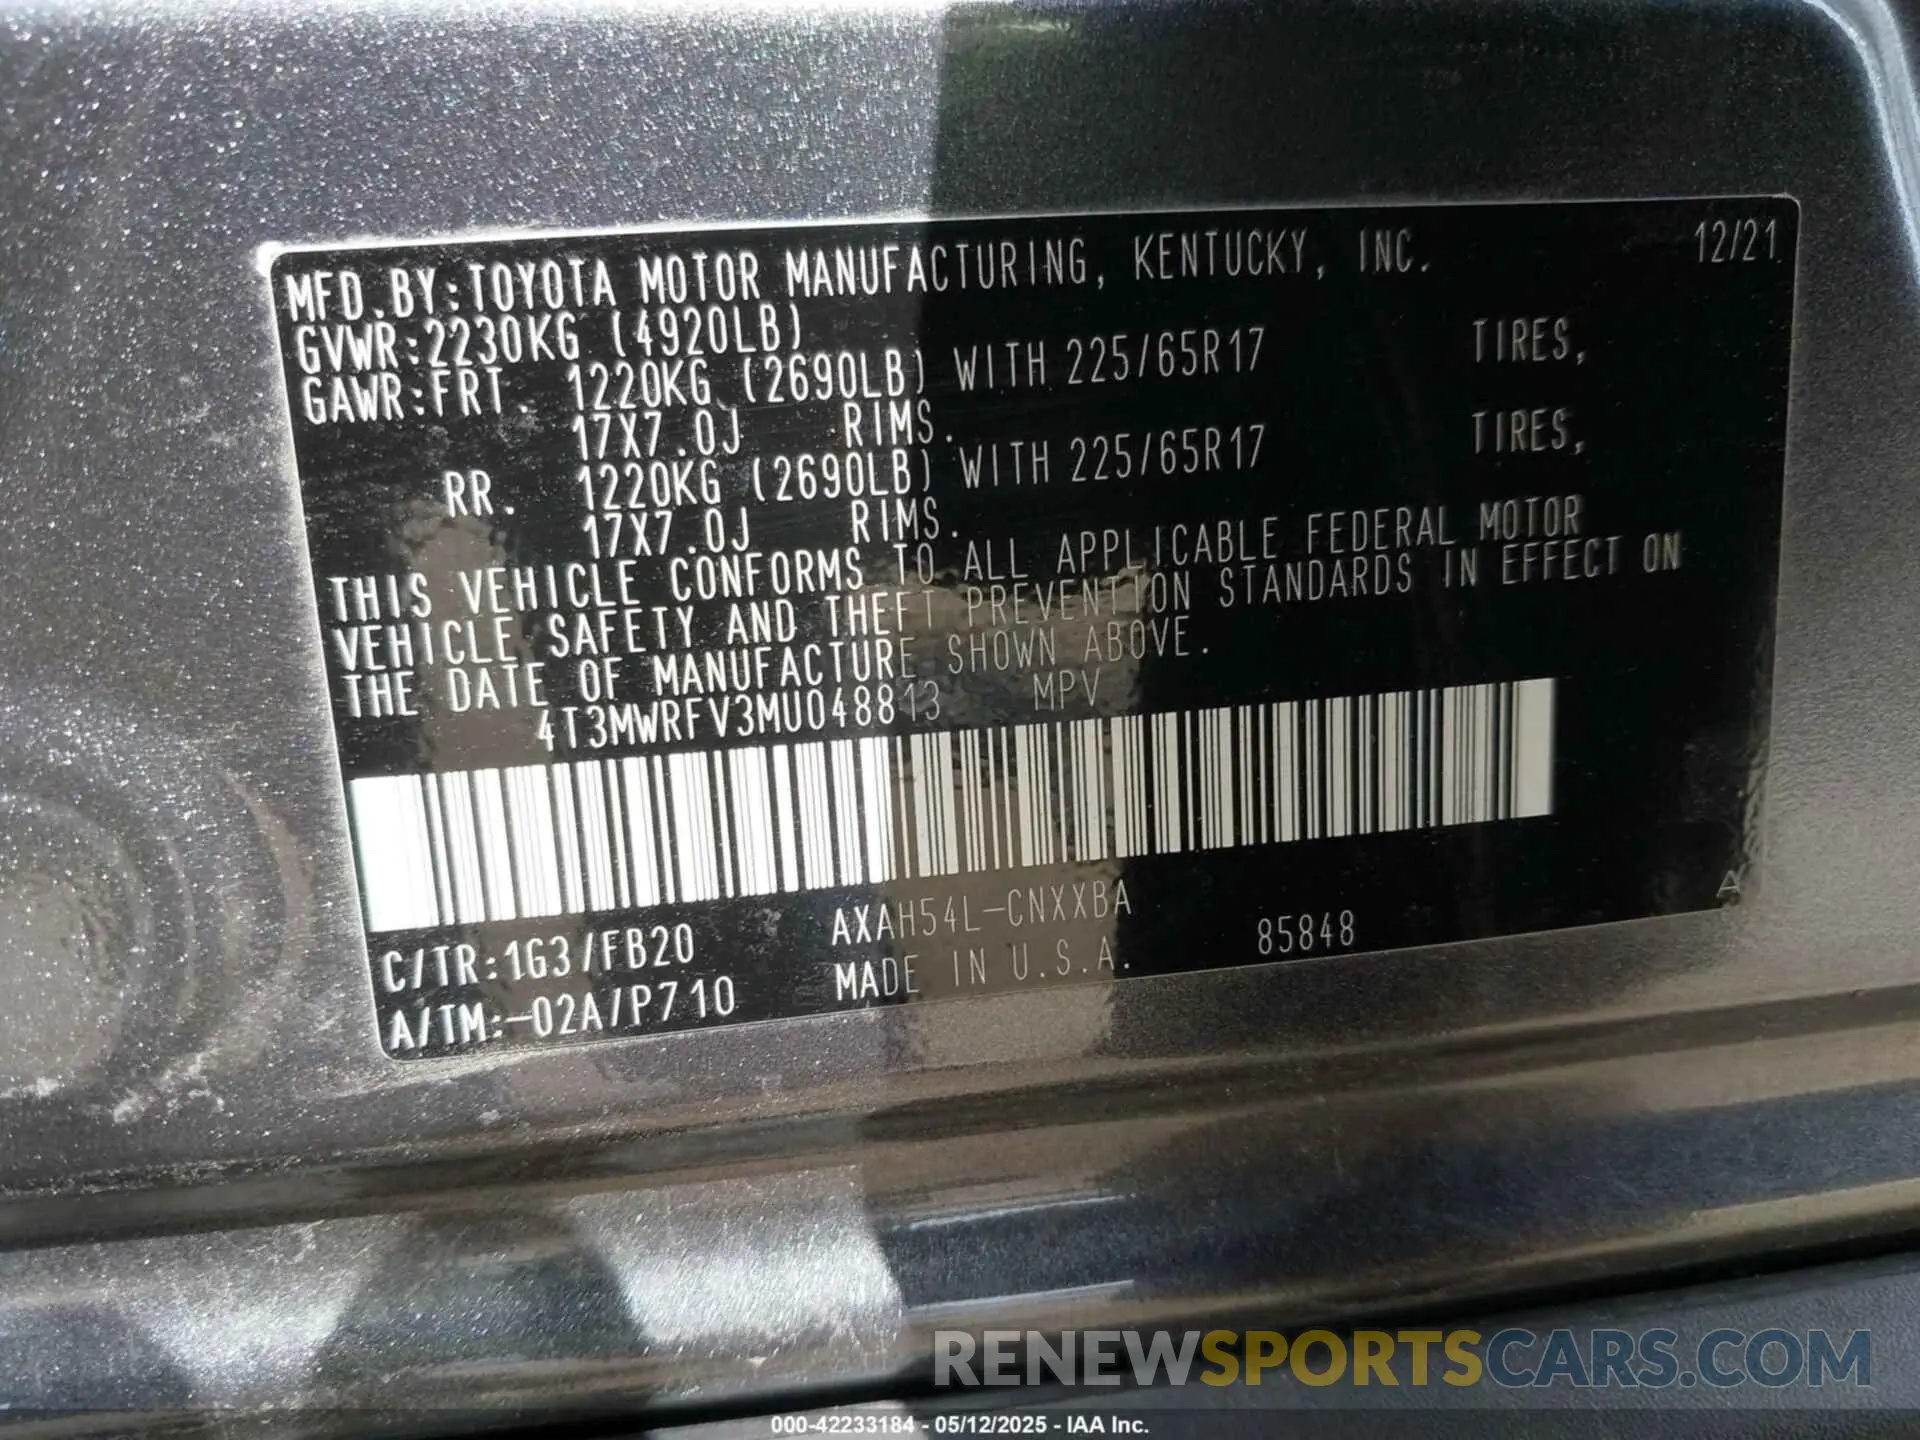 MFD.BY:TOYOTA MOTOR MANUFACTURING, KENTUCKY, INC. 12/21
GVWR:2230KG (4920LB)
GAWR:FRT. 1220KG (2690LB) WITH 225/65R17 TIRES,
17X7.0J RIMS.
RR. 1220KG (2690LB) WITH 225/65R17 TIRES,
17X7.0J RIMS.
THIS VEHICLE CONFORMS TO ALL APPLICABLE FEDERAL MOTOR
VEHICLE SAFETY AND THEFT PREVENTION STANDARDS IN EFFECT ON
THE DATE OF MANUFACTURE SHOWN ABOVE.
4T3MWRFV3MU048813 MPV
A
C/TR:1G3/FB20 AXAH54L-CNXXBA 85848
A/TM:-02A/P710 MADE IN U.S.A.
RENEWSPORTSCARS.COM
000-42233184 - 05/12/2025 - IAA Inc.